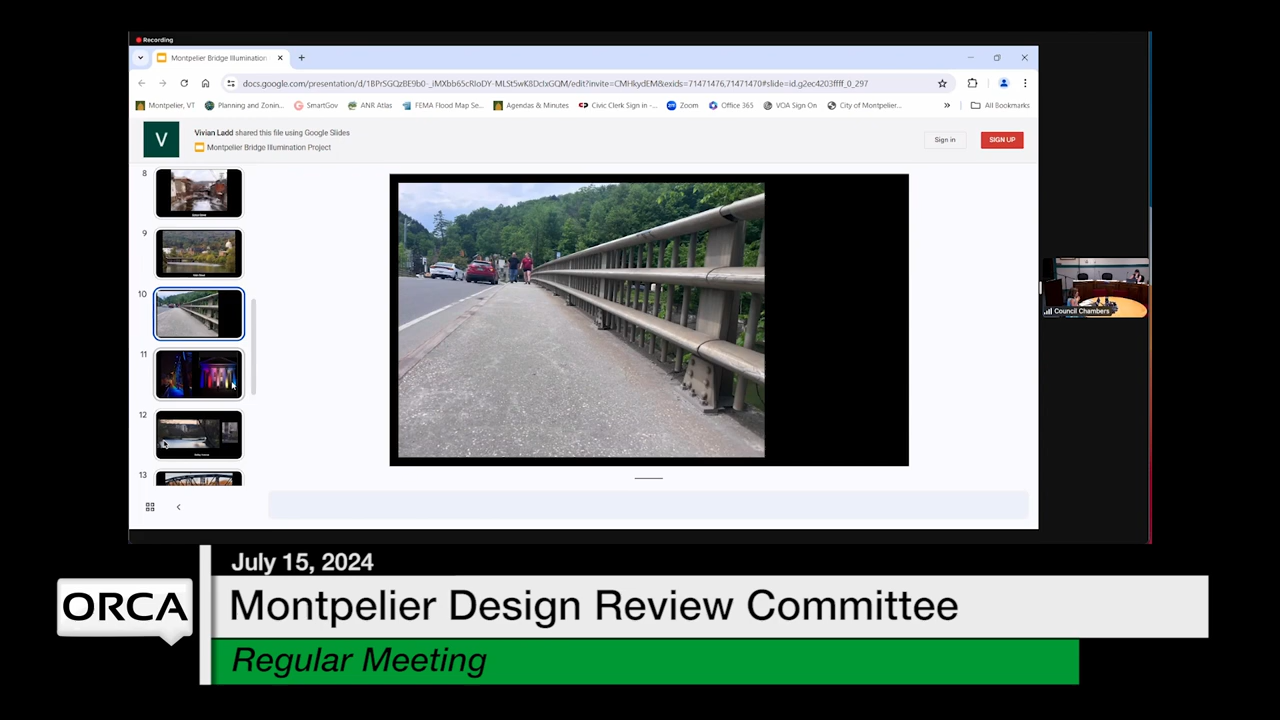 Recording
Montpelier Bridge Illumination
docs.google.com/presentation/d/1BPrSGQzBE9b0-_iMXbb65cRIoDY-MLSt5wK8DcIxGQM/edit?invite=CMHkydEM&exids=71471476,71471470#slide=id.g2ec4203ffff_0_297
Montpelier, VT Planning and Zonin... SmartGov ANR Atlas FEMA Flood Map Se... Agendas & Minutes Civic Clerk Sign in -... Zoom Office 365 VOA Sign On City of Montpelier... All Bookmarks
V
Vivian Ladd shared this file using Google Slides
Montpelier Bridge Illumination Project
Sign in
SIGN UP
8
9
10
11
12
13
Council Chambers
July 15, 2024
ORCA
Montpelier Design Review Committee
Regular Meeting